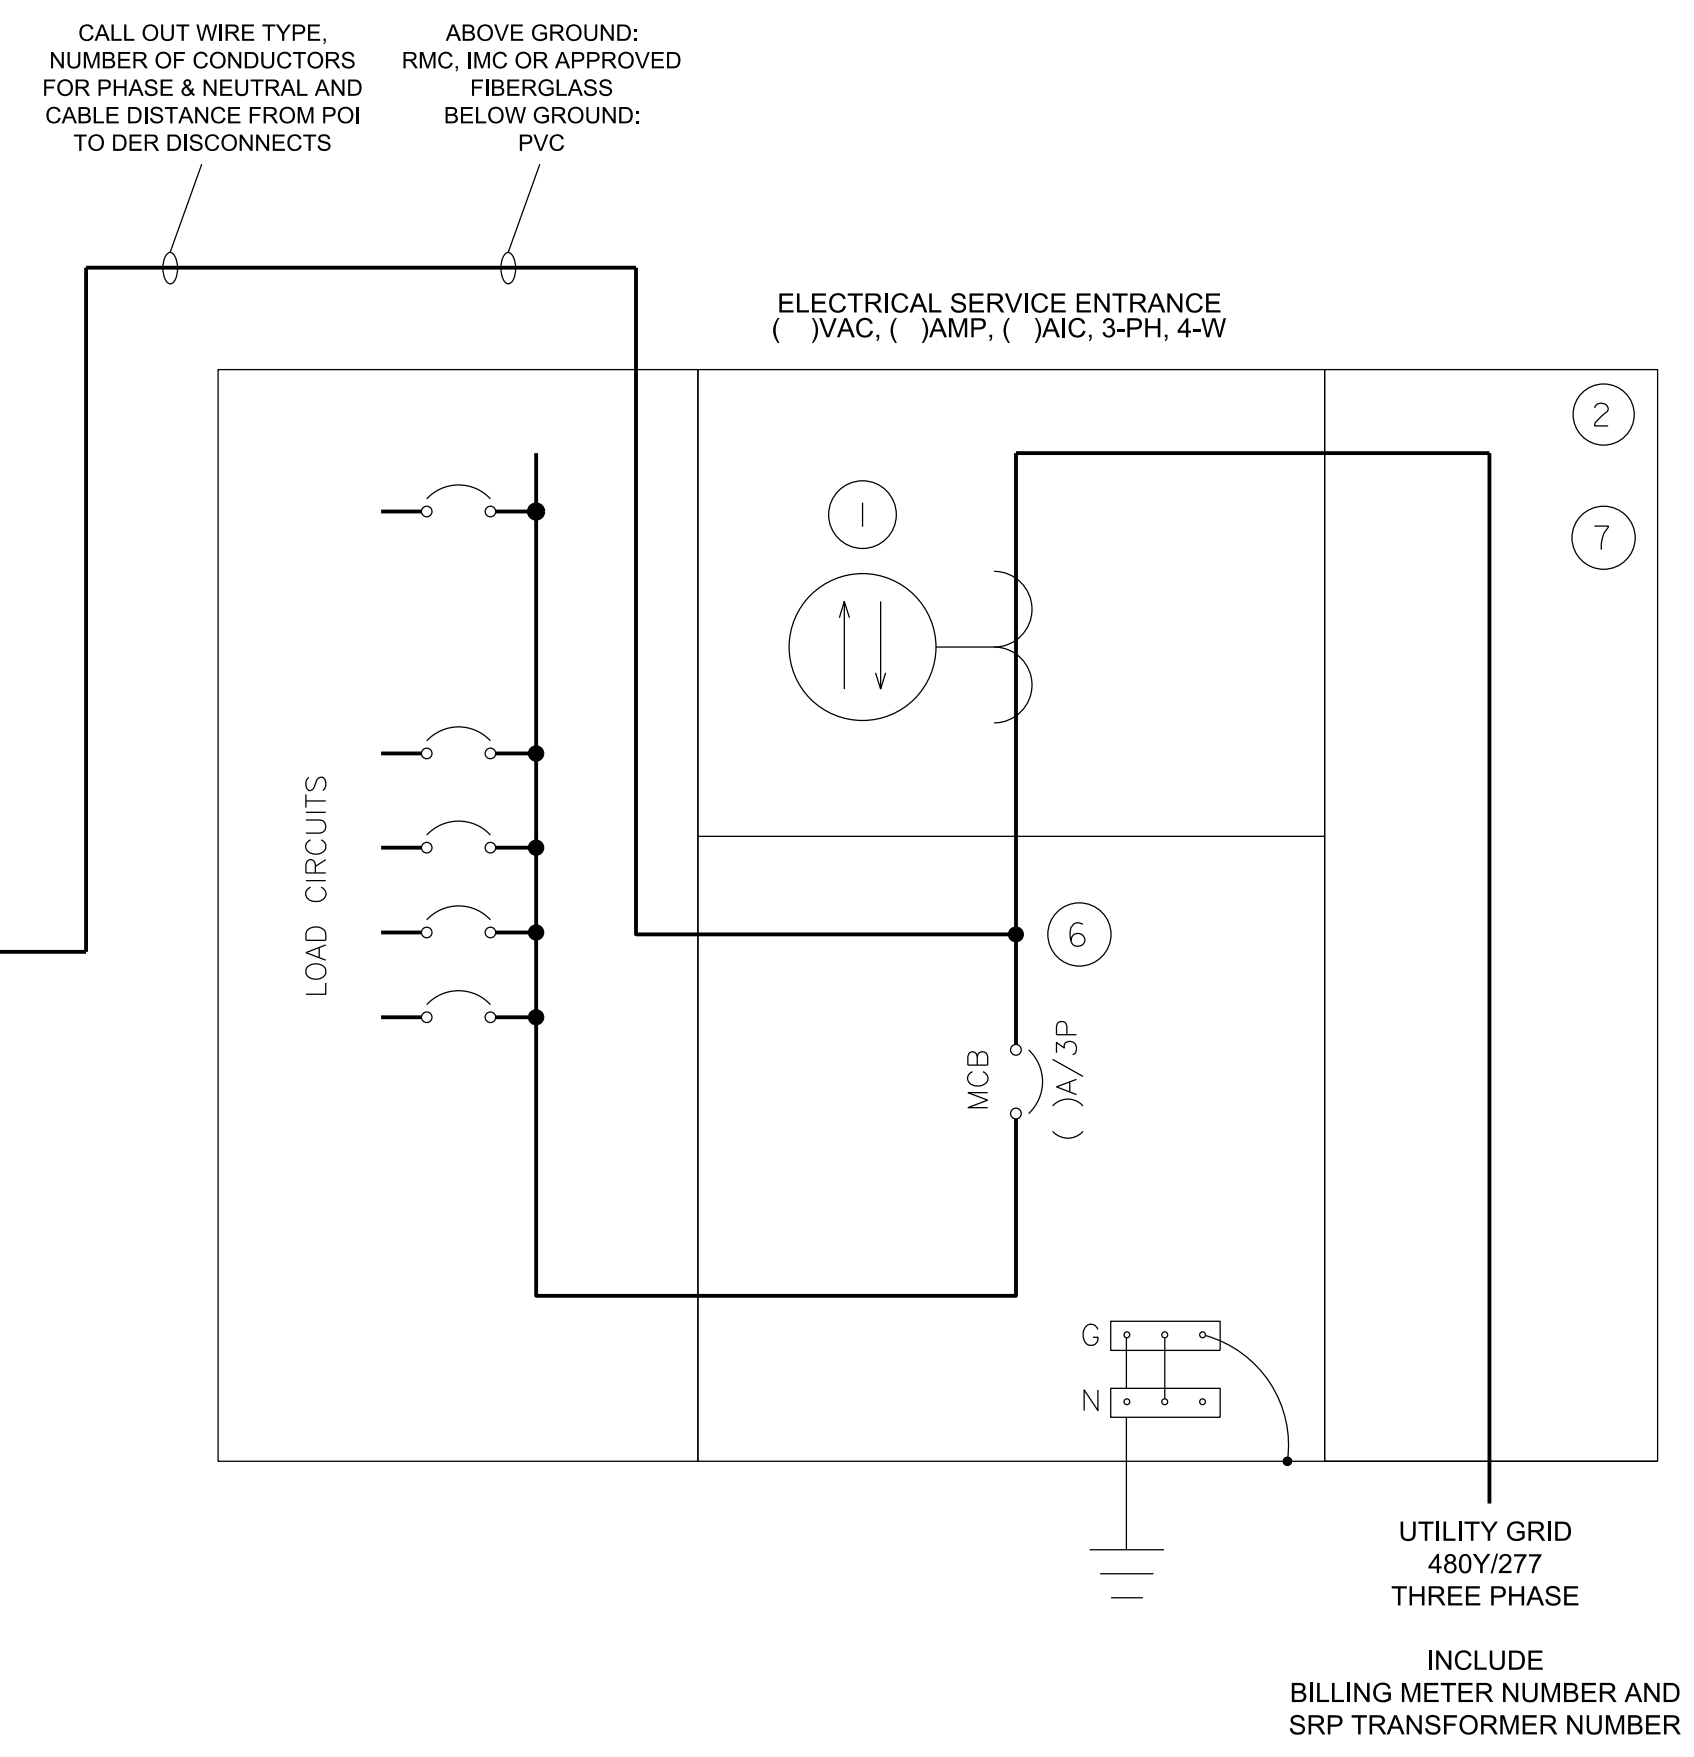 CALL OUT WIRE TYPE,
NUMBER OF CONDUCTORS
FOR PHASE & NEUTRAL AND
CABLE DISTANCE FROM POI
TO DER DISCONNECTS
ABOVE GROUND:
RMC, IMC OR APPROVED
FIBERGLASS
BELOW GROUND:
PVC
ELECTRICAL SERVICE ENTRANCE
(   )VAC, (   )AMP, (   )AIC, 3-PH, 4-W
2
1
7
LOAD CIRCUITS
6
MCB
(   )A/3P
G
N
UTILITY GRID
480Y/277
THREE PHASE
INCLUDE
BILLING METER NUMBER AND
SRP TRANSFORMER NUMBER